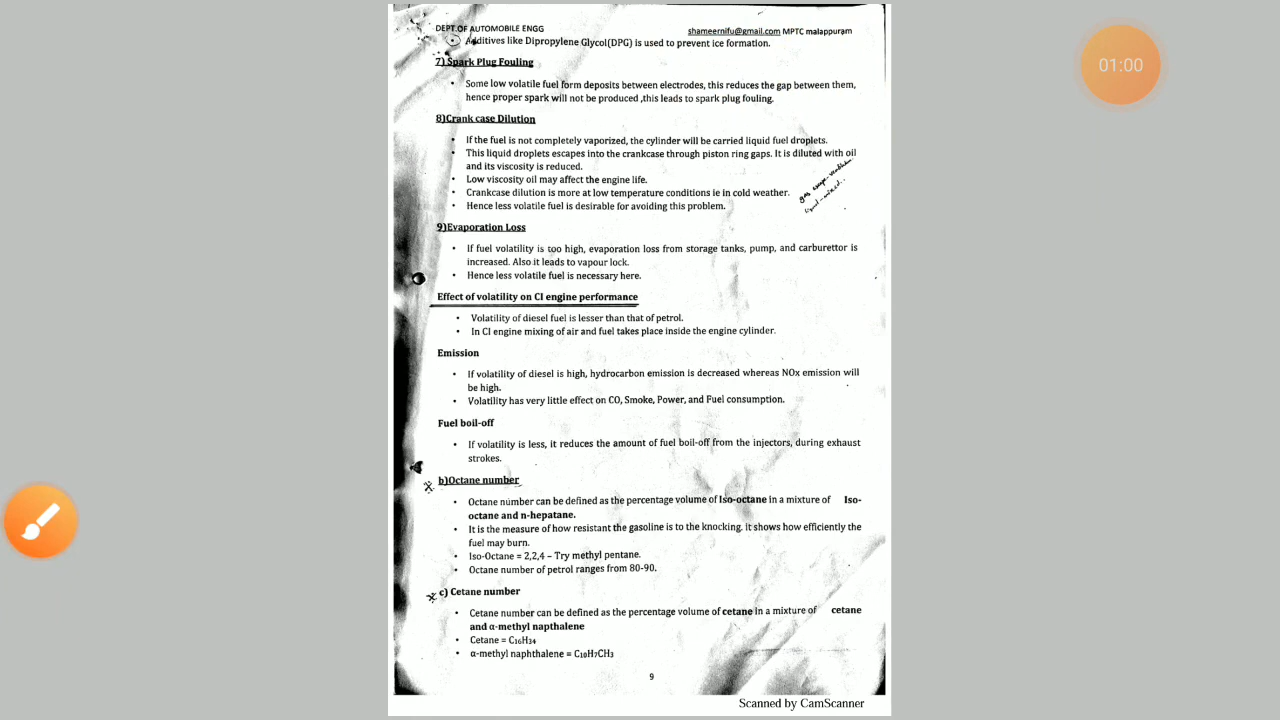 DEPT OF AUTOMOBILE ENGG shameernifu@gmail.com MPTC malappuram
• Additives like Dipropylene Glycol(DPG) is used to prevent ice formation.
7) Spark Plug Fouling
• Some low volatile fuel form deposits between electrodes, this reduces the gap between them,
hence proper spark will not be produced ,this leads to spark plug fouling.
8)Crank case Dilution
• If the fuel is not completely vaporized, the cylinder will be carried liquid fuel droplets.
• This liquid droplets escapes into the crankcase through piston ring gaps. It is diluted with oil
and its viscosity is reduced.
• Low viscosity oil may affect the engine life.
• Crankcase dilution is more at low temperature conditions ie in cold weather.
• Hence less volatile fuel is desirable for avoiding this problem.
gas escape
liquid - mixed.
9)Evaporation Loss
• If fuel volatility is too high, evaporation loss from storage tanks, pump, and carburettor is
increased. Also it leads to vapour lock.
• Hence less volatile fuel is necessary here.
Effect of volatility on CI engine performance
• Volatility of diesel fuel is lesser than that of petrol.
• In CI engine mixing of air and fuel takes place inside the engine cylinder.
Emission
• If volatility of diesel is high, hydrocarbon emission is decreased whereas NOx emission will
be high.
• Volatility has very little effect on CO, Smoke, Power, and Fuel consumption.
Fuel boil-off
• If volatility is less, it reduces the amount of fuel boil-off from the injectors, during exhaust
strokes.
b)Octane number
• Octane number can be defined as the percentage volume of Iso-octane in a mixture of Iso-
octane and n-hepatane.
• It is the measure of how resistant the gasoline is to the knocking. it shows how efficiently the
fuel may burn.
• Iso-Octane = 2,2,4 – Try methyl pentane.
• Octane number of petrol ranges from 80-90.
c) Cetane number
• Cetane number can be defined as the percentage volume of cetane in a mixture of cetane
and α-methyl napthalene
• Cetane = C₁₆H₃₄
• α-methyl naphthalene = C₁₀H₇CH₃
9
Scanned by CamScanner
01:00